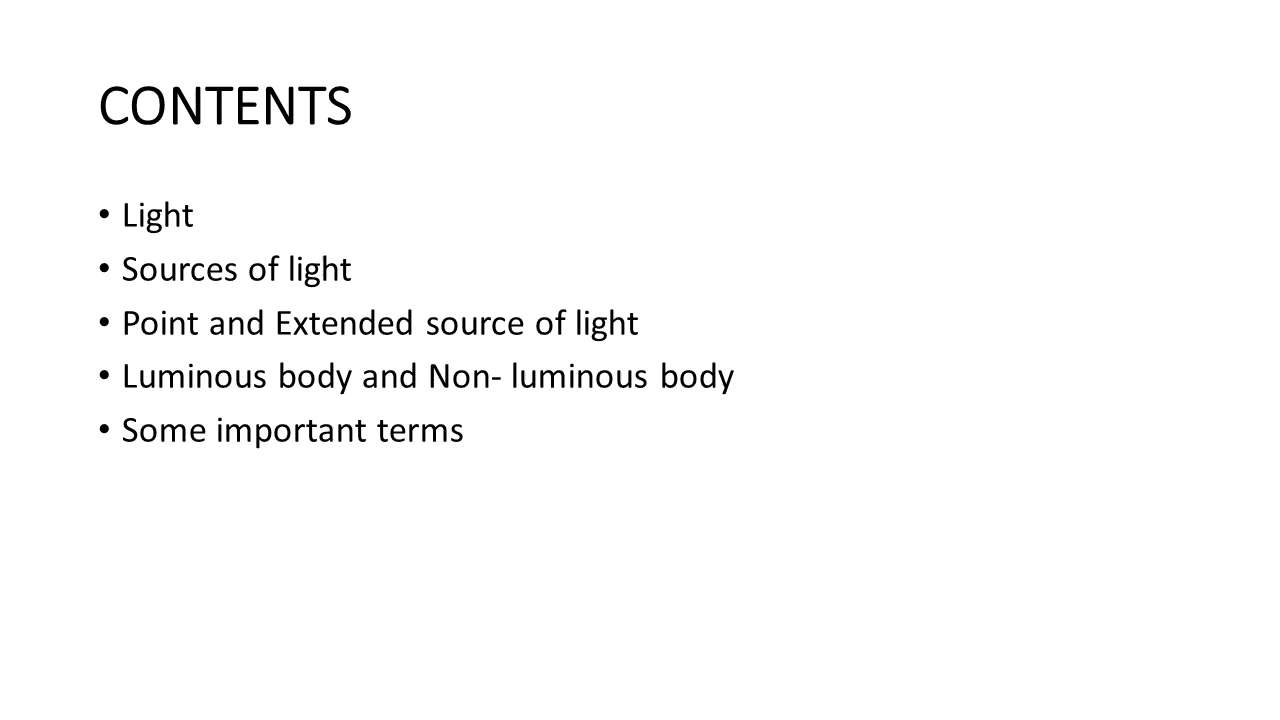 CONTENTS
• Light
• Sources of light
• Point and Extended source of light
• Luminous body and Non- luminous body
• Some important terms